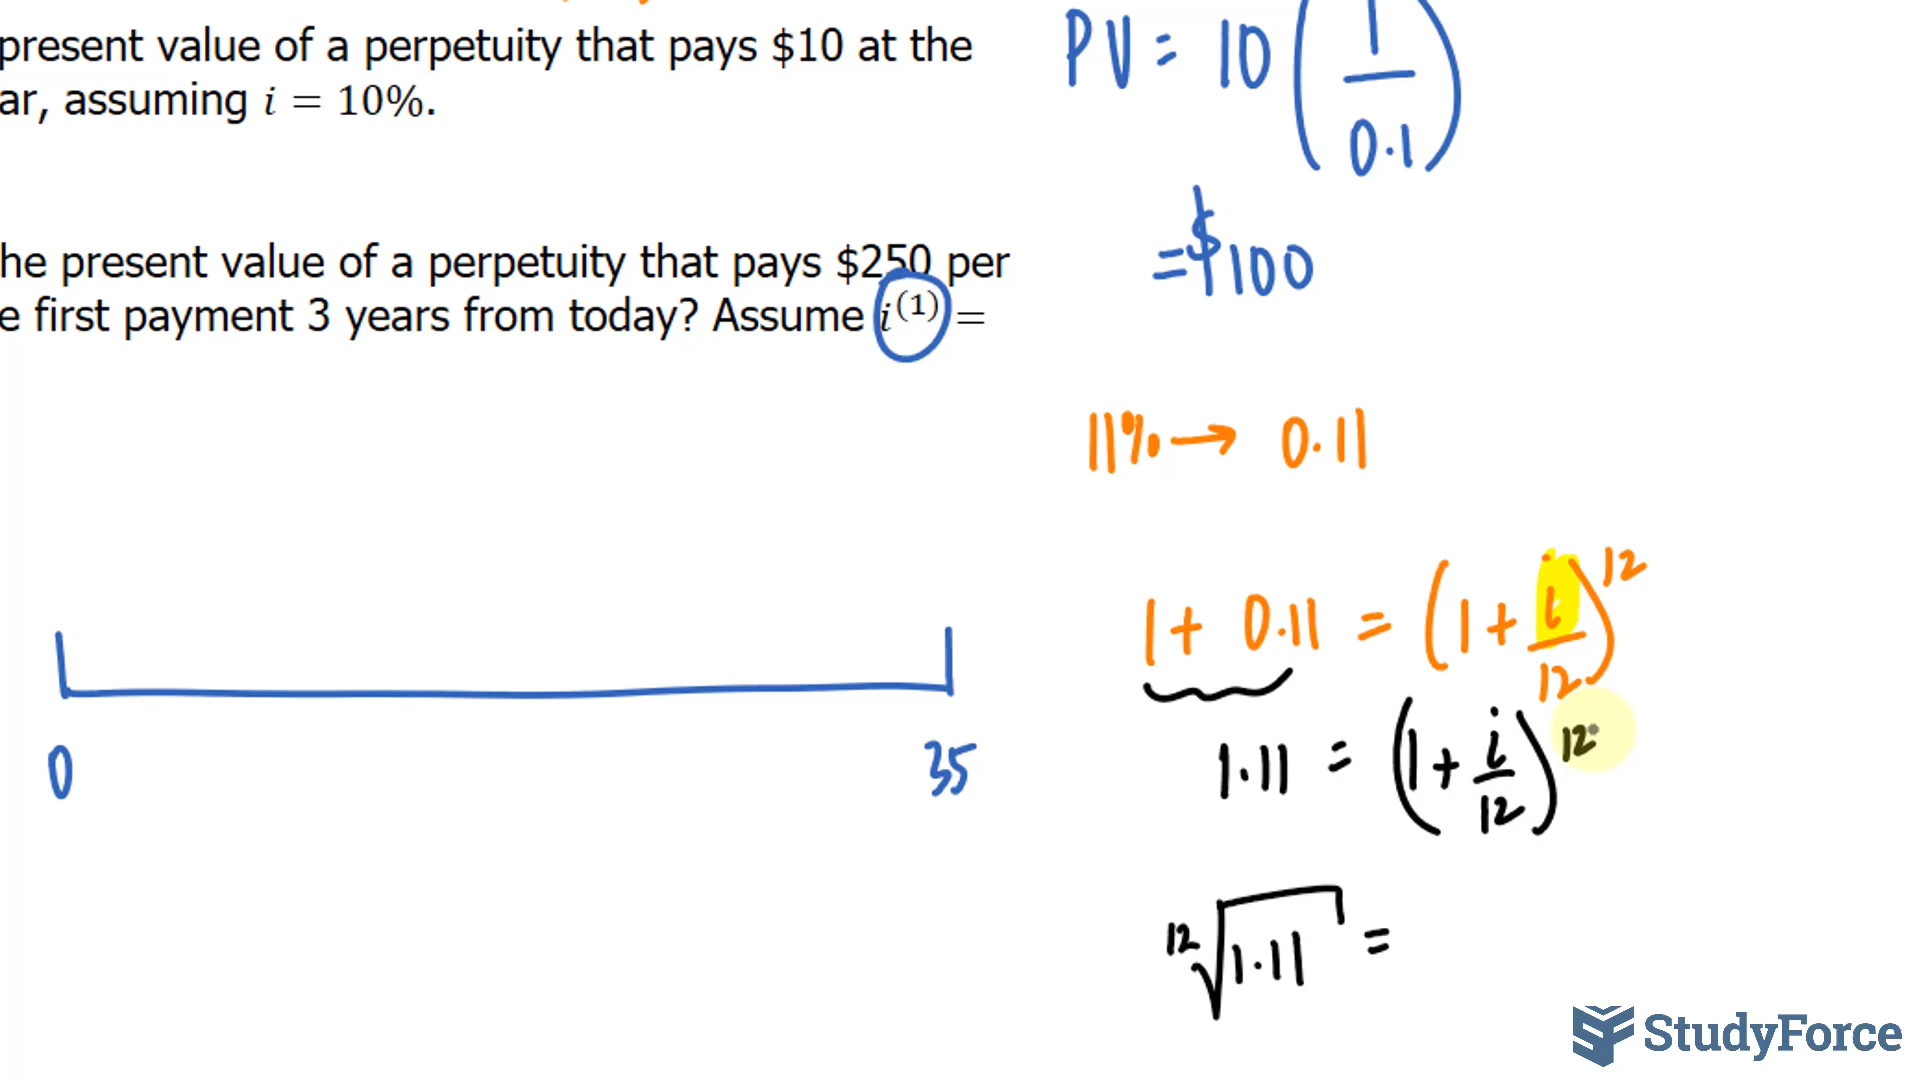 present value of a perpetuity that pays $10 at the
ar, assuming i = 10%.
PV = 10 ( 1 / 0.1 )
= $100
he present value of a perpetuity that pays $250 per
e first payment 3 years from today? Assume i^(1) =
11% → 0.11
1 + 0.11 = (1 + i/12)^12
1.11 = (1 + i/12)^12
0 35
12√1.11 =
StudyForce